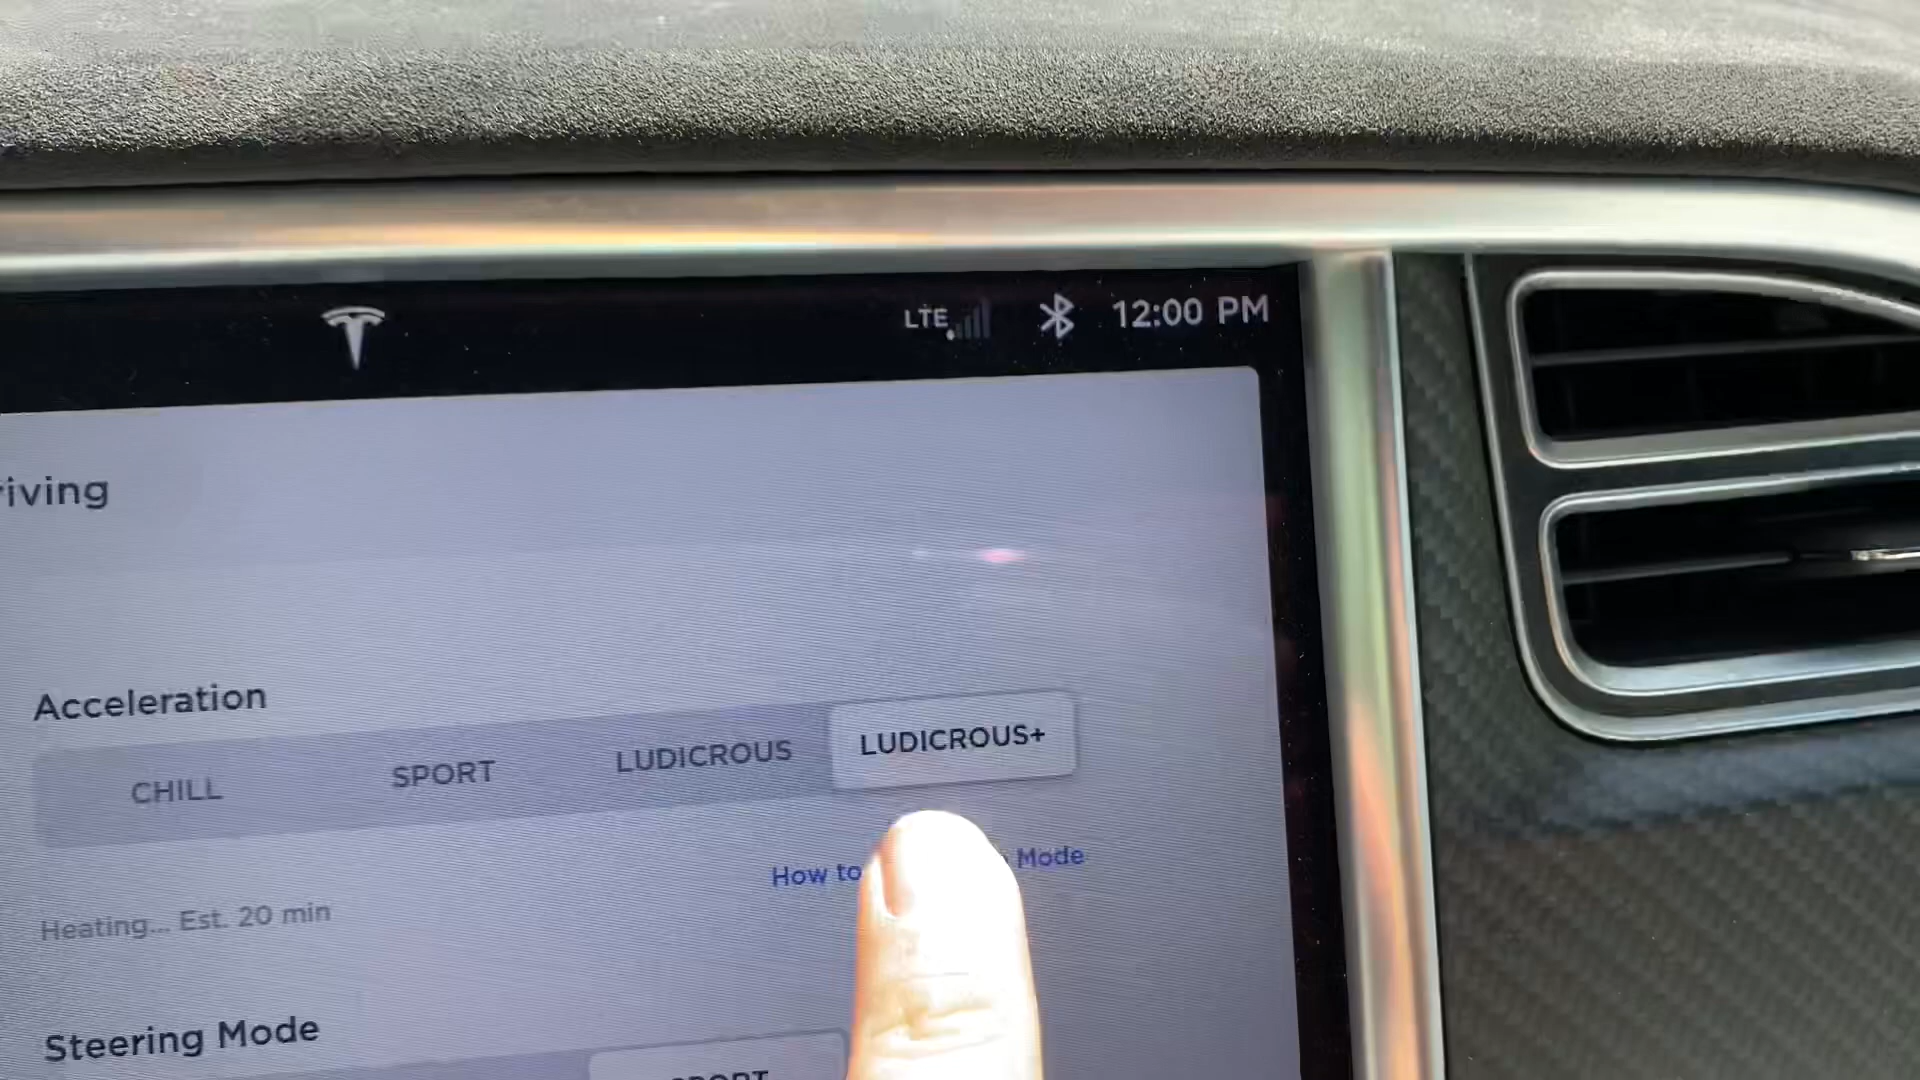 LTE 12:00 PM
riving
Acceleration
CHILL SPORT LUDICROUS LUDICROUS+
How to Mode
Heating... Est. 20 min
Steering Mode
SPORT